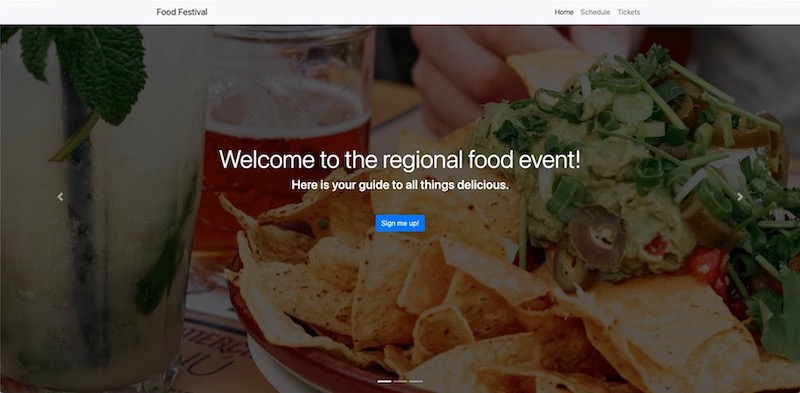 Food Festival
Home Schedule Tickets
Welcome to the regional food event!
Here is your guide to all things delicious.
Sign me up!